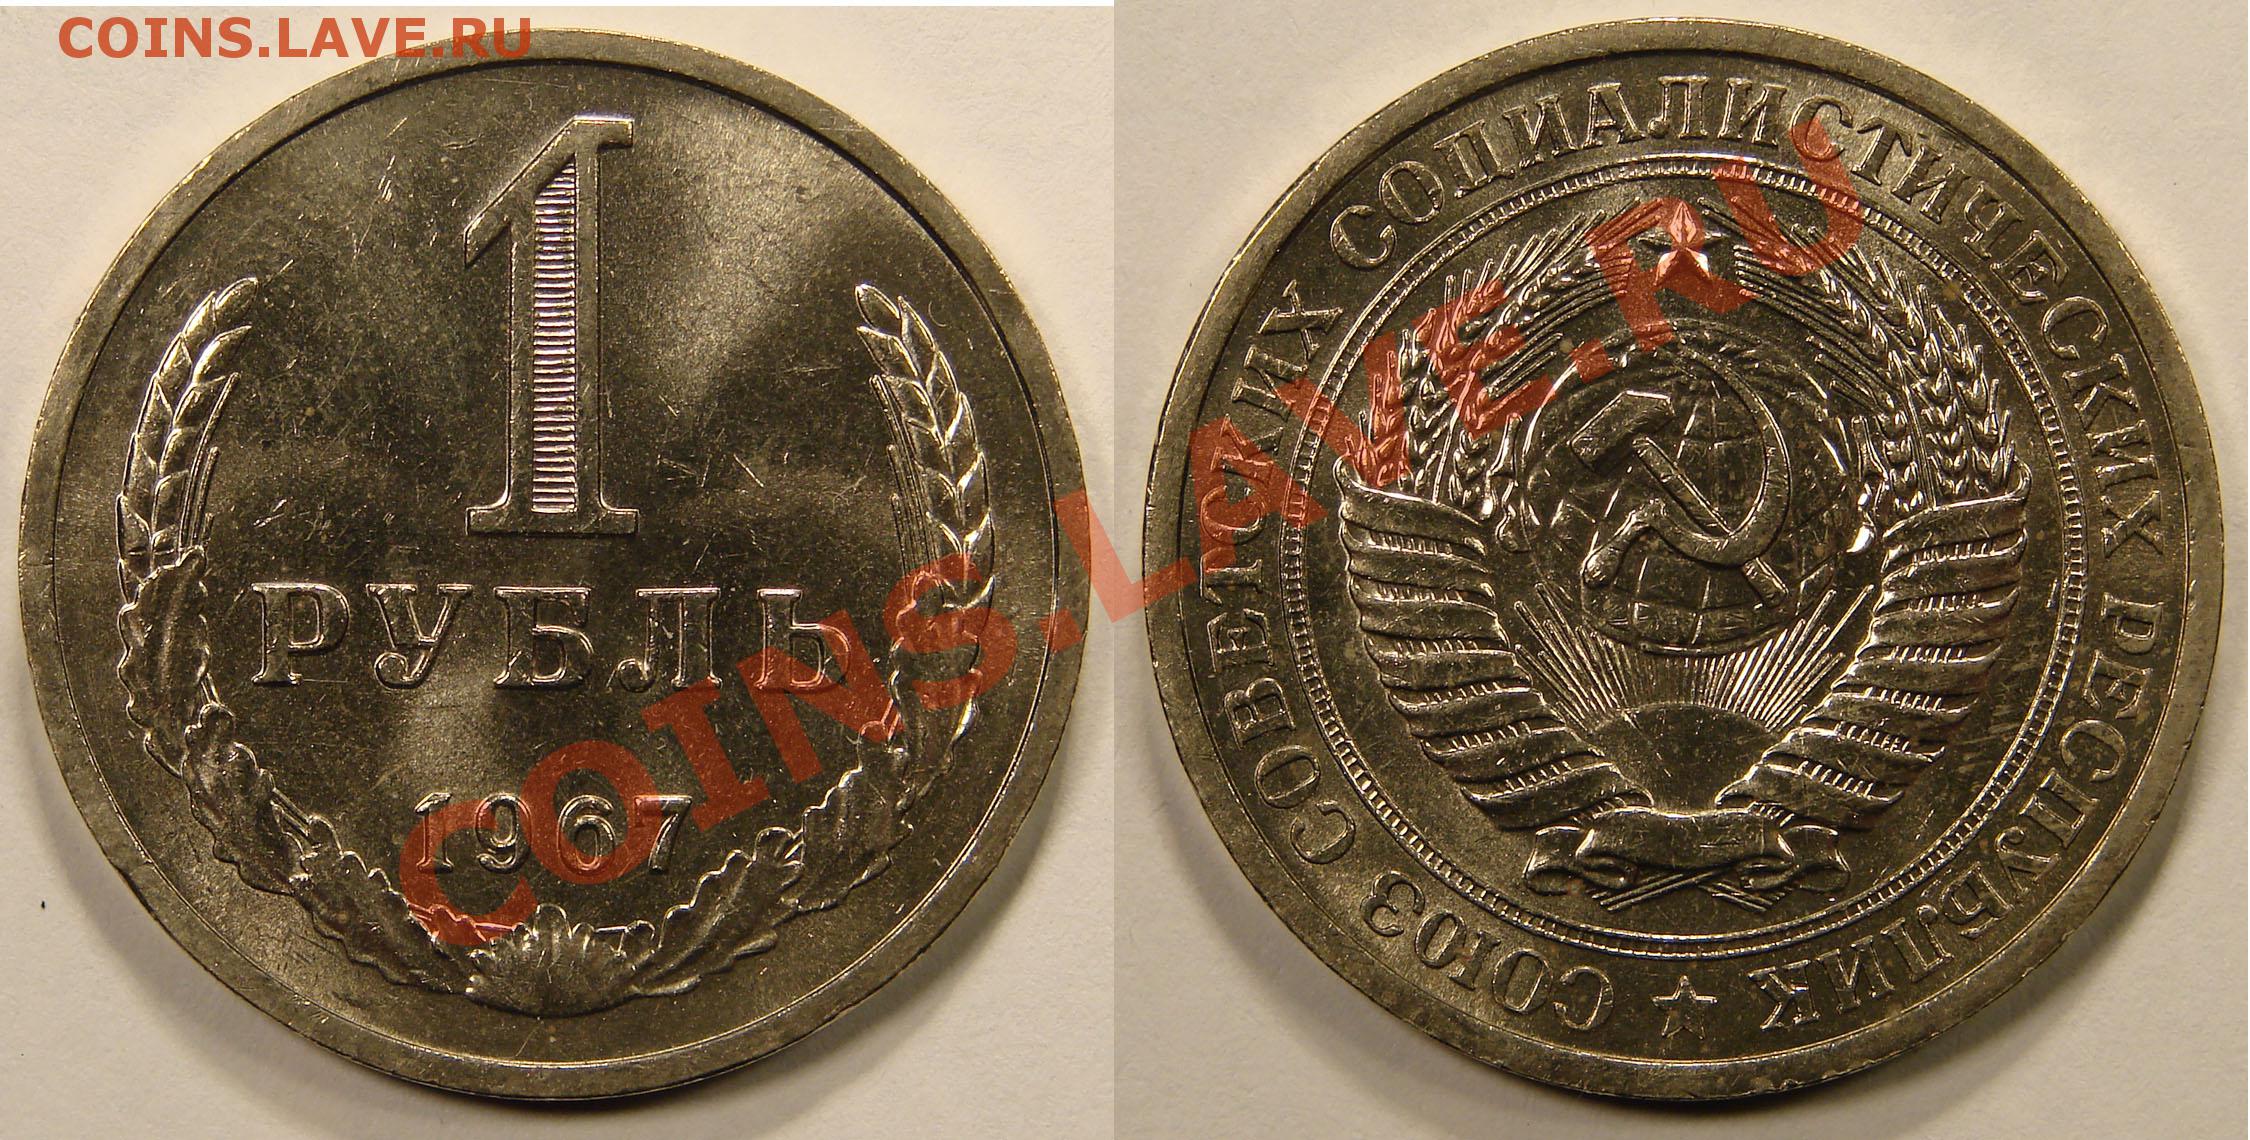 COINS.LAVE.RU
1
РУБЛЬ
1967
СОЮЗ СОВЕТСКИХ СОЦИАЛИСТИЧЕСКИХ РЕСПУБЛИК
COINS.LAVE.RU